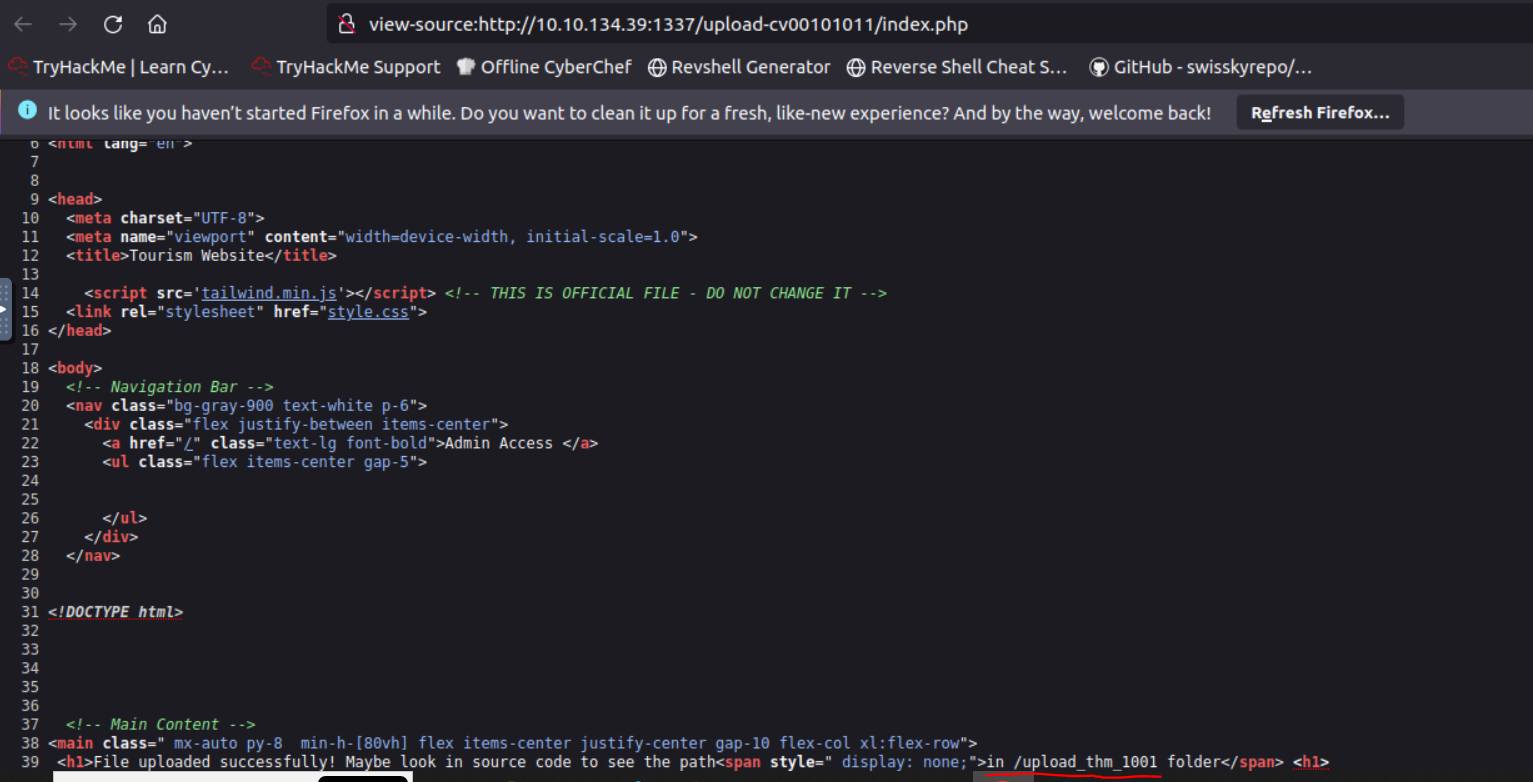 view-source:http://10.10.134.39:1337/upload-cv00101011/index.php
TryHackMe | Learn Cy... TryHackMe Support Offline CyberChef Revshell Generator Reverse Shell Cheat S... GitHub - swisskyrepo/...
It looks like you haven't started Firefox in a while. Do you want to clean it up for a fresh, like-new experience? And by the way, welcome back! Refresh Firefox...
6 <html lang="en">
7
8
9 <head>
10 <meta charset="UTF-8">
11 <meta name="viewport" content="width=device-width, initial-scale=1.0">
12 <title>Tourism Website</title>
13
14 <script src='tailwind.min.js'></script> <!-- THIS IS OFFICIAL FILE - DO NOT CHANGE IT -->
15 <link rel="stylesheet" href="style.css">
16 </head>
17
18 <body>
19 <!-- Navigation Bar -->
20 <nav class="bg-gray-900 text-white p-6">
21 <div class="flex justify-between items-center">
22 <a href="/" class="text-lg font-bold">Admin Access </a>
23 <ul class="flex items-center gap-5">
24
25
26 </ul>
27 </div>
28 </nav>
29
30
31 <!DOCTYPE html>
32
33
34
35
36
37 <!-- Main Content -->
38 <main class=" mx-auto py-8  min-h-[80vh] flex items-center justify-center gap-10 flex-col xl:flex-row">
39 <h1>File uploaded successfully! Maybe look in source code to see the path<span style=" display: none;">in /upload_thm_1001 folder</span> <h1>